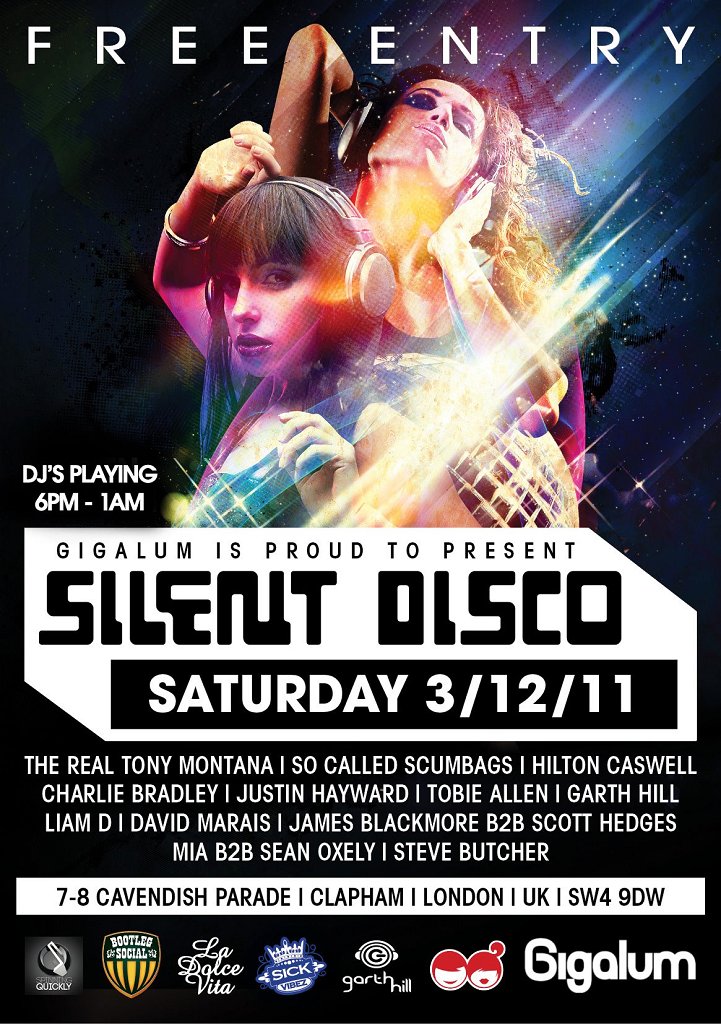 FREE ENTRY
DJ'S PLAYING
6PM - 1AM
GIGALUM IS PROUD TO PRESENT
SILENT DISCO
SATURDAY 3/12/11
THE REAL TONY MONTANA | SO CALLED SCUMBAGS | HILTON CASWELL
CHARLIE BRADLEY | JUSTIN HAYWARD | TOBIE ALLEN | GARTH HILL
LIAM D | DAVID MARAIS | JAMES BLACKMORE B2B SCOTT HEDGES
MIA B2B SEAN OXELY | STEVE BUTCHER
7-8 CAVENDISH PARADE | CLAPHAM | LONDON | UK | SW4 9DW
SPINNING
QUICKLY
BOOTLEG
SOCIAL
La
Dolce
Vita
SICK
VIBEZ
garth hill
Gigalum